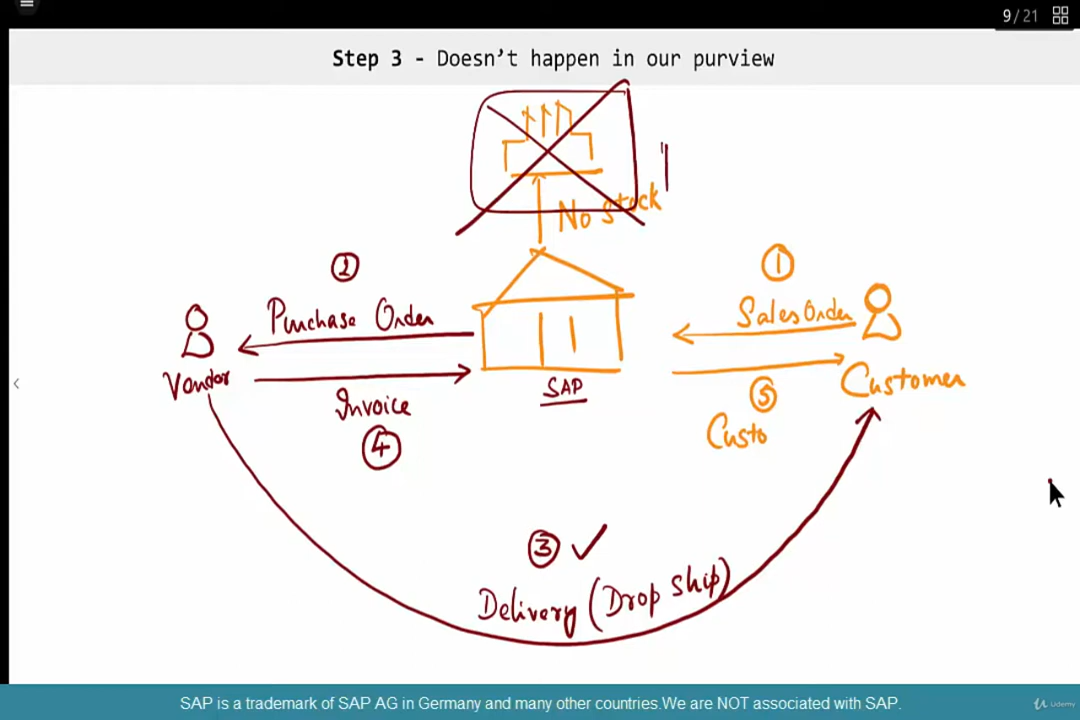 9/21
Step 3 - Doesn't happen in our purview
No stock
②
①
Purchase Order
Sales Order
Vendor
SAP
Customer
Invoice
⑤
④
Custo
③ ✓
Delivery (Drop ship)
SAP is a trademark of SAP AG in Germany and many other countries.We are NOT associated with SAP.
Udemy